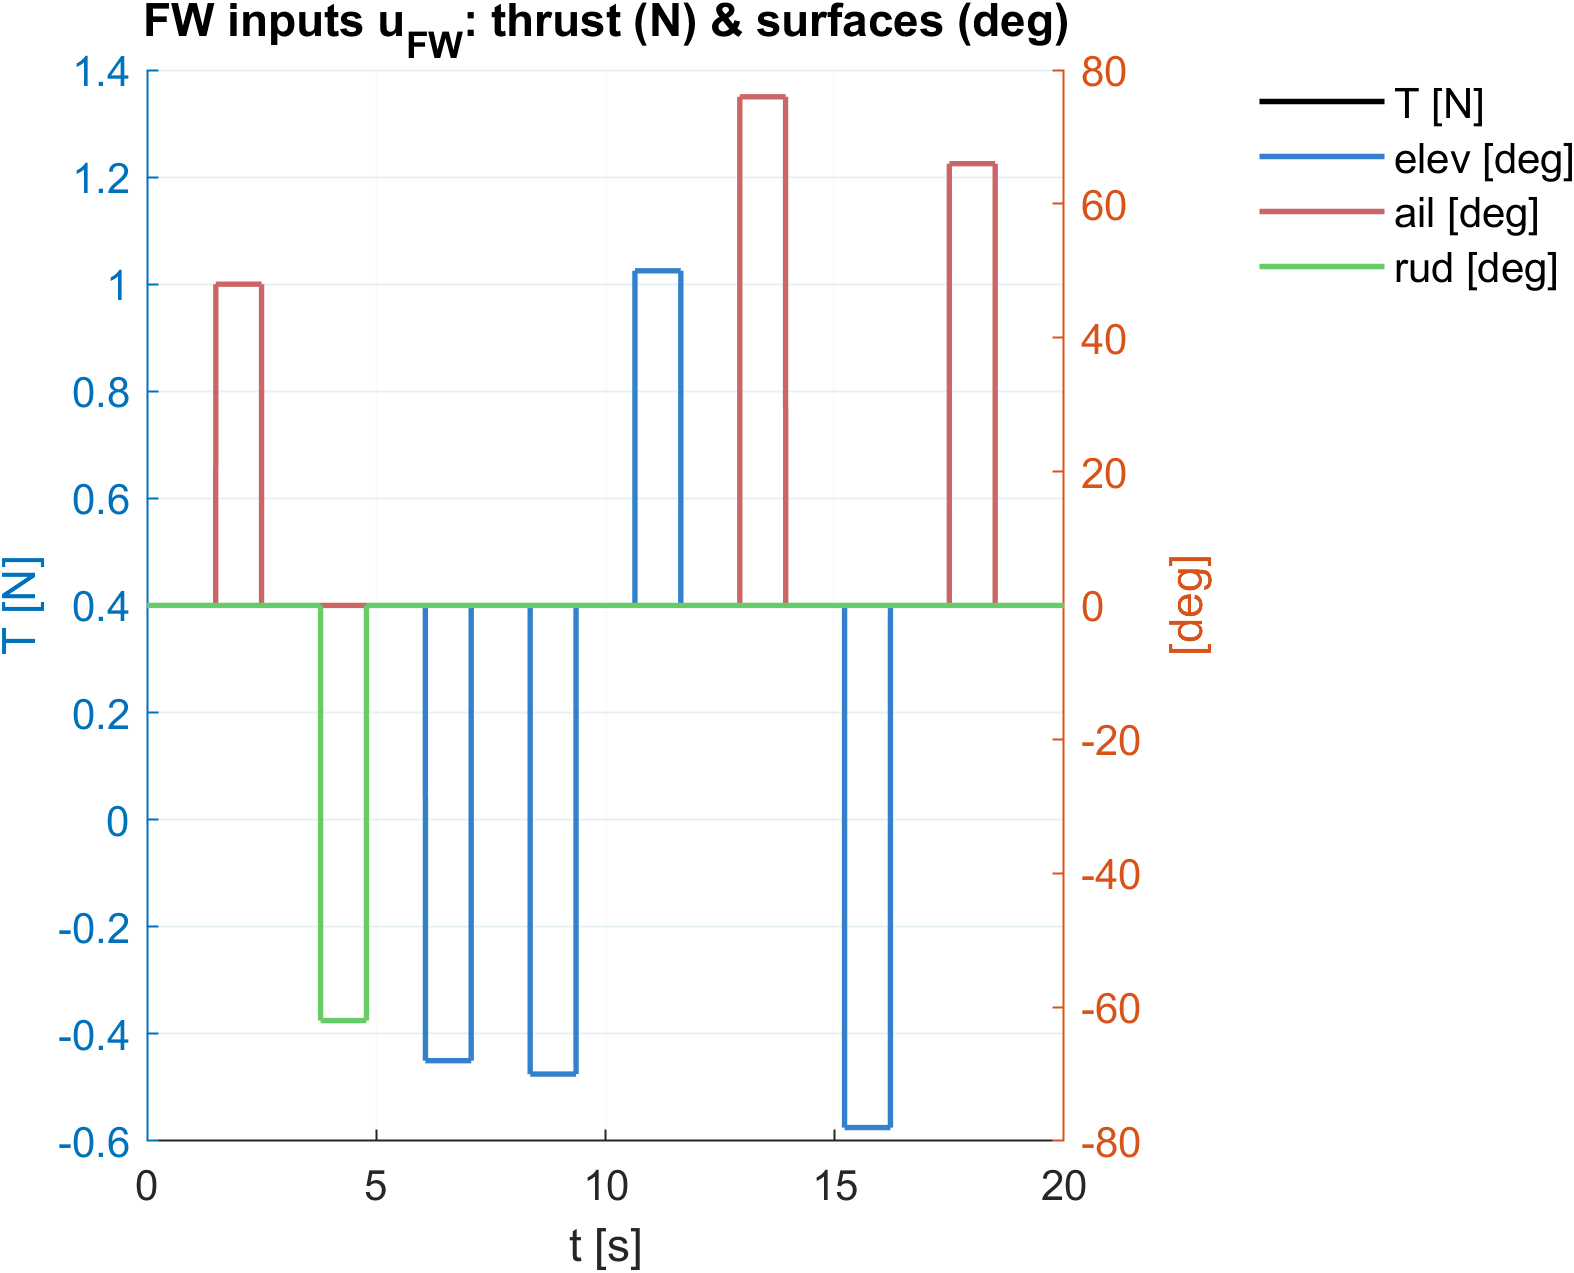 FW inputs u_FW: thrust (N) & surfaces (deg)
1.4
1.2
1
0.8
0.6
0.4
0.2
0
-0.2
-0.4
-0.6
T [N]
80
60
40
20
0
-20
-40
-60
-80
[deg]
0 5 10 15 20
t [s]
T [N]
elev [deg]
ail [deg]
rud [deg]